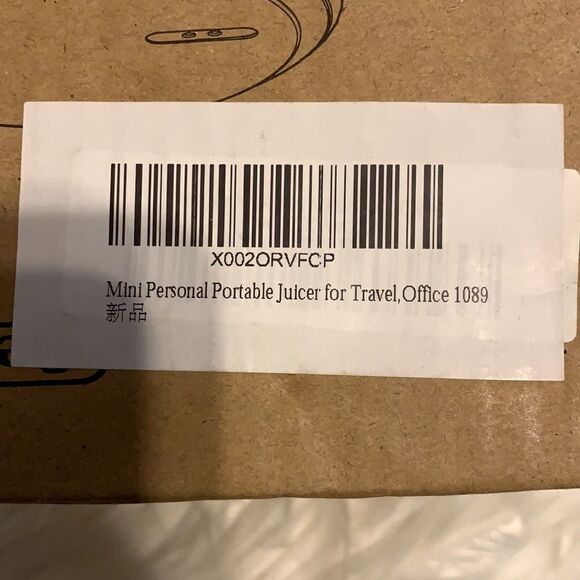 X002ORVFCP
Mini Personal Portable Juicer for Travel,Office 1089
新品